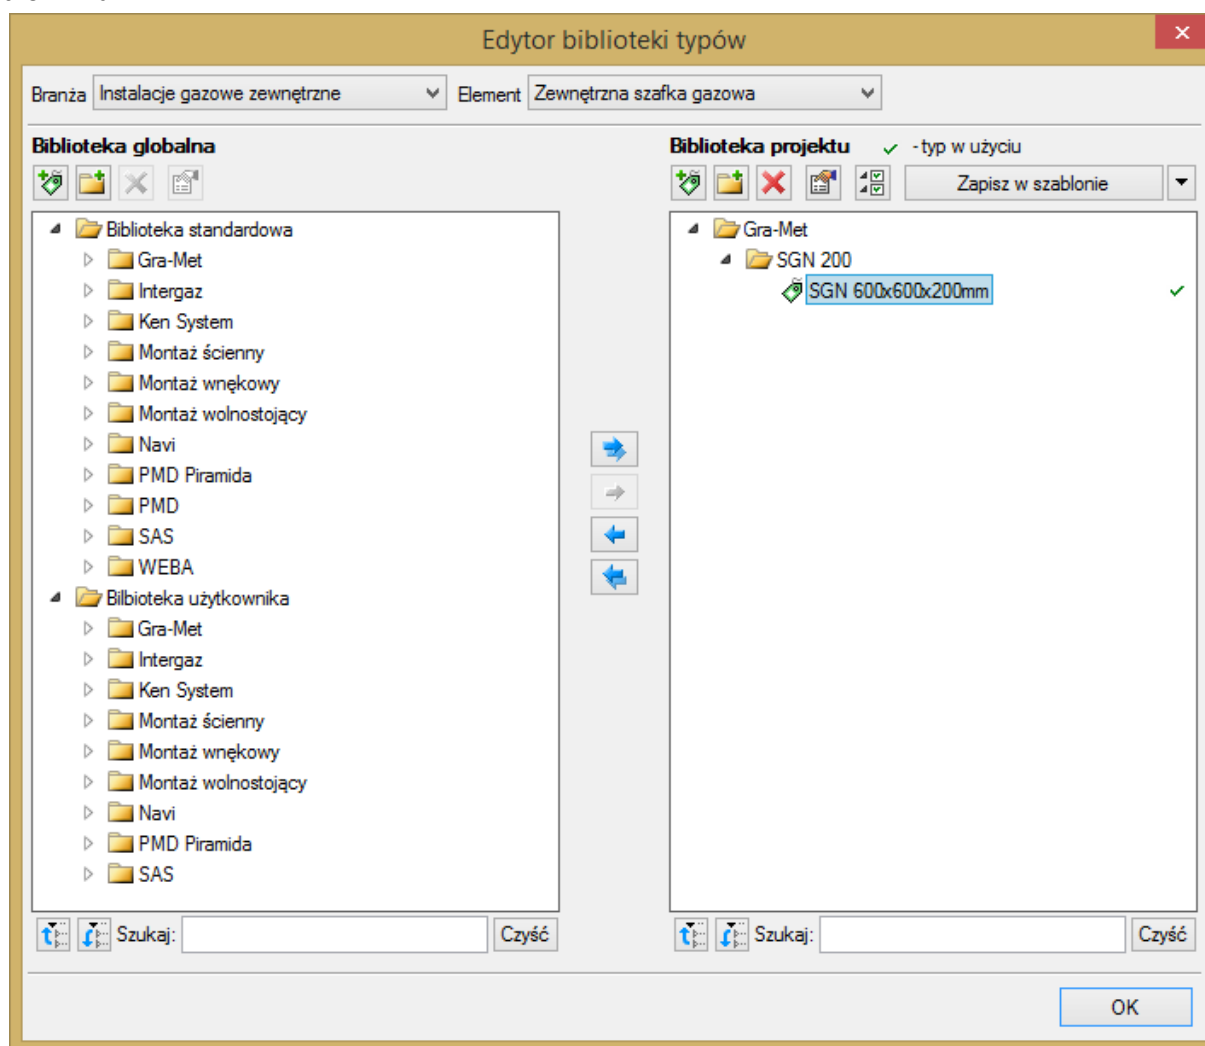 Edytor biblioteki typów
Branża Instalacje gazowe zewnętrzne Element Zewnętrzna szafka gazowa
Biblioteka globalna
Biblioteka projektu - typ w użyciu
Zapisz w szablonie
Biblioteka standardowa
Gra-Met
Intergaz
Ken System
Montaż ścienny
Montaż wnękowy
Montaż wolnostojący
Navi
PMD Piramida
PMD
SAS
WEBA
Bilbioteka użytkownika
Gra-Met
Intergaz
Ken System
Montaż ścienny
Montaż wnękowy
Montaż wolnostojący
Navi
PMD Piramida
SAS
Szukaj: Czyść
Gra-Met
SGN 200
SGN 600x600x200mm
Szukaj: Czyść
OK